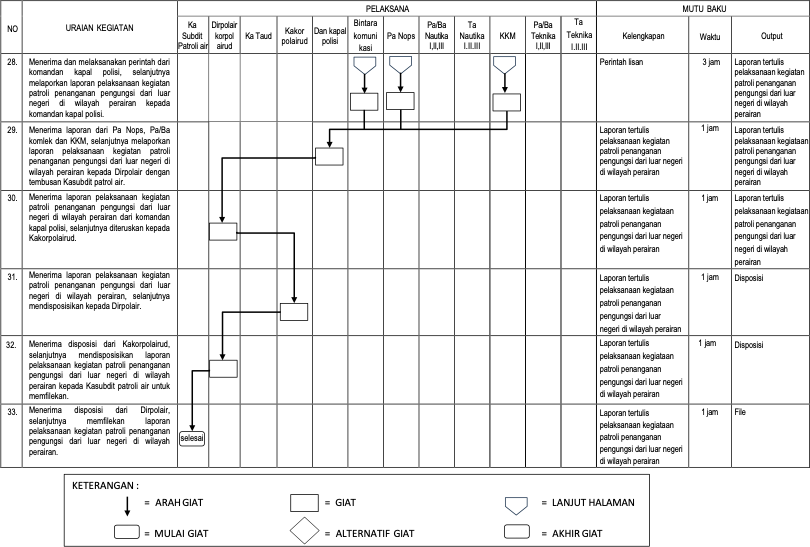 NO
URAIAN KEGIATAN
PELAKSANA
MUTU BAKU
Ka
Subdit
Patroli air
Dirpolair
korpol
airud
Ka Taud
Kakor
polairud
Dan kapal
polisi
Bintara
komuni
kasi
Pa Nops
Pa/Ba
Nautika
I,II,III
Ta
Nautika
I.II.III
KKM
Pa/Ba
Teknika
I,II,III
Ta
Teknika
I.II.III
Kelengkapan
Waktu
Output
28.
Menerima dan melaksanakan perintah dari
komandan kapal polisi, selanjutnya
melaporkan laporan pelaksanaan kegiatan
patroli penanganan pengungsi dari luar
negeri di wilayah perairan kepada
komandan kapal polisi.
Perintah lisan
3 jam
Laporan tertulis
pelaksanaan kegiatan
patroli penanganan
pengungsi dari luar
negeri di wilayah
perairan
29.
Menerima laporan dari Pa Nops, Pa/Ba
komlek dan KKM, selanjutnya melaporkan
laporan pelaksanaan kegiatan patroli
penanganan pengungsi dari luar negeri di
wilayah perairan kepada Dirpolair dengan
tembusan Kasubdit patrol air.
Laporan tertulis
pelaksanaan kegiataan
patroli penanganan
pengungsi dari luar negeri
di wilayah perairan
1 jam
Laporan tertulis
pelaksanaan kegiataan
patroli penanganan
pengungsi dari luar
negeri di wilayah
perairan
30.
Menerima laporan pelaksanaan kegiatan
patroli penanganan pengungsi dari luar
negeri di wilayah perairan dari komandan
kapal polisi, selanjutnya diteruskan kepada
Kakorpolairud.
Laporan tertulis
pelaksanaan kegiataan
patroli penanganan
pengungsi dari luar negeri
di wilayah perairan
1 jam
Laporan tertulis
pelaksanaan kegiataan
patroli penanganan
pengungsi dari luar
negeri di wilayah
perairan
31.
Menerima laporan pelaksanaan kegiatan
patroli penanganan pengungsi dari luar
negeri di wilayah perairan, selanjutnya
mendisposisikan kepada Dirpolair.
Laporan tertulis
pelaksanaan kegiataan
patroli penanganan
pengungsi dari luar
negeri di wilayah perairan
1 jam
Disposisi
32.
Menerima disposisi dari Kakorpolairud,
selanjutnya mendisposisikan laporan
pelaksanaan kegiatan patroli penanganan
pengungsi dari luar negeri di wilayah
perairan kepada Kasubdit patroli air untuk
memfilekan.
Laporan tertulis
pelaksanaan kegiataan
patroli penanganan
pengungsi dari luar negeri
di wilayah perairan
1 jam
Disposisi
33.
Menerima disposisi dari Dirpolair,
selanjutnya memfilekan laporan
pelaksanaan kegiatan patroli penanganan
pengungsi dari luar negeri di wilayah
perairan.
selesai
Laporan tertulis
pelaksanaan kegiataan
patroli penanganan
pengungsi dari luar negeri
di wilayah perairan
1 jam
File
KETERANGAN :
= ARAH GIAT
= GIAT
= LANJUT HALAMAN
= MULAI GIAT
= ALTERNATIF GIAT
= AKHIR GIAT